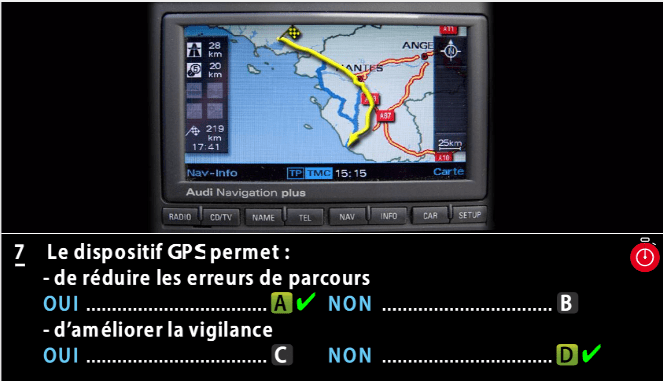 A11
28
km
ANGE
N
20
km
NANTES
A83
A87
219
km
17:41
25km
A10
Nav-Info
TP TMC 15:15
Carte
Audi Navigation plus
RADIO CD/TV NAME TEL NAV INFO CAR SETUP
7 Le dispositif GPS permet :
- de réduire les erreurs de parcours
OUI .......................................... A ✔ NON ....................................... B
- d’améliorer la vigilance
OUI .......................................... C NON ....................................... D ✔